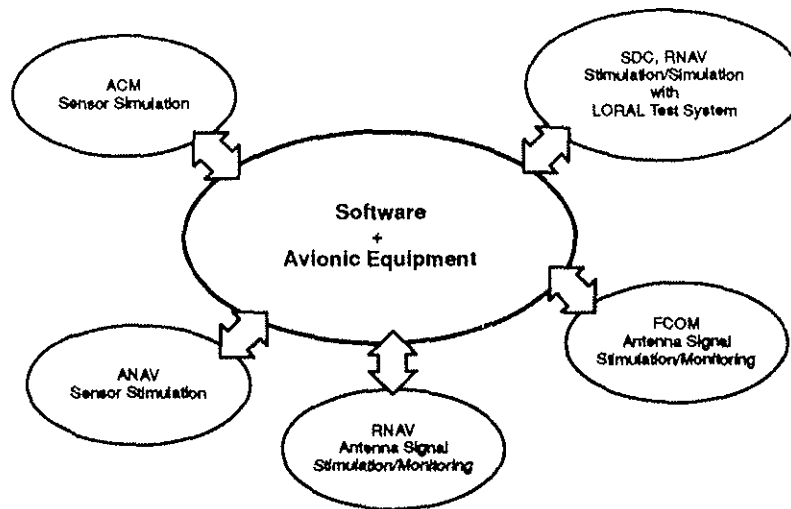 ACM
Sensor Simulation
SDC, RNAV
Stimulation/Simulation
with
LORAL Test System
Software
+
Avionic Equipment
FCOM
Antenna Signal
Stimulation/Monitoring
ANAV
Sensor Stimulation
RNAV
Antenna Signal
Stimulation/Monitoring